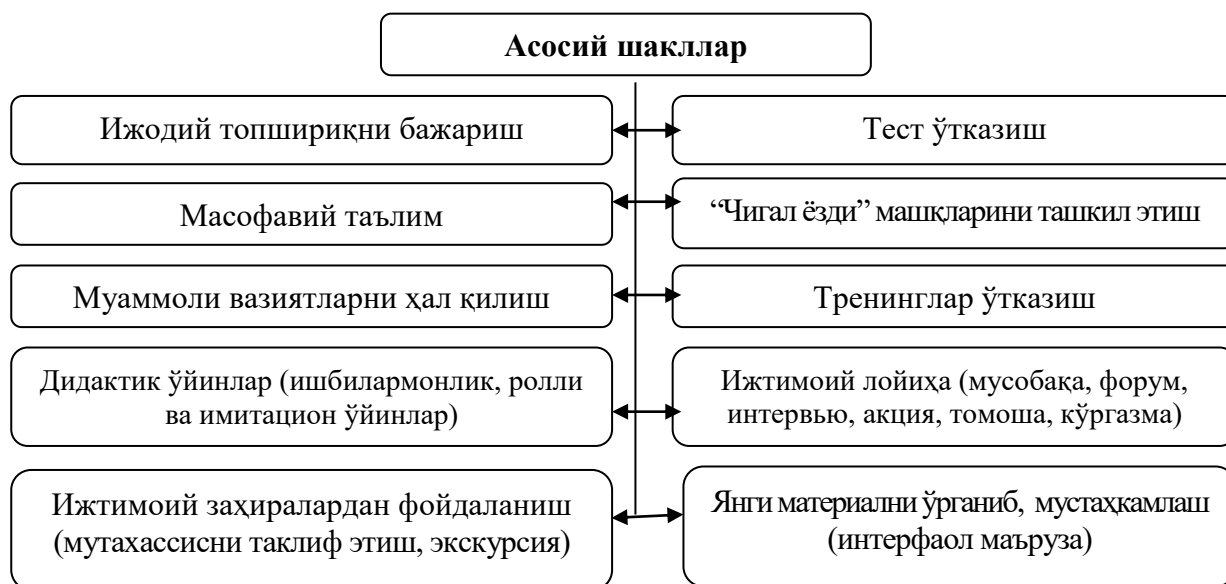 Асосий шакллар
Ижодий топшириқни бажариш
Тест ўтказиш
Масофавий таълим
“Чигал ёзди” машқларини ташкил этиш
Муаммоли вазиятларни ҳал қилиш
Тренинглар ўтказиш
Дидактик ўйинлар (ишбилармонлик, ролли
ва имитацион ўйинлар)
Ижтимоий лойиҳа (мусобақа, форум,
интервью, акция, томоша, кўргазма)
Ижтимоий заҳиралардан фойдаланиш
(мутахассисни таклиф этиш, экскурсия)
Янги материални ўрганиб, мустаҳкамлаш
(интерфаол маъруза)